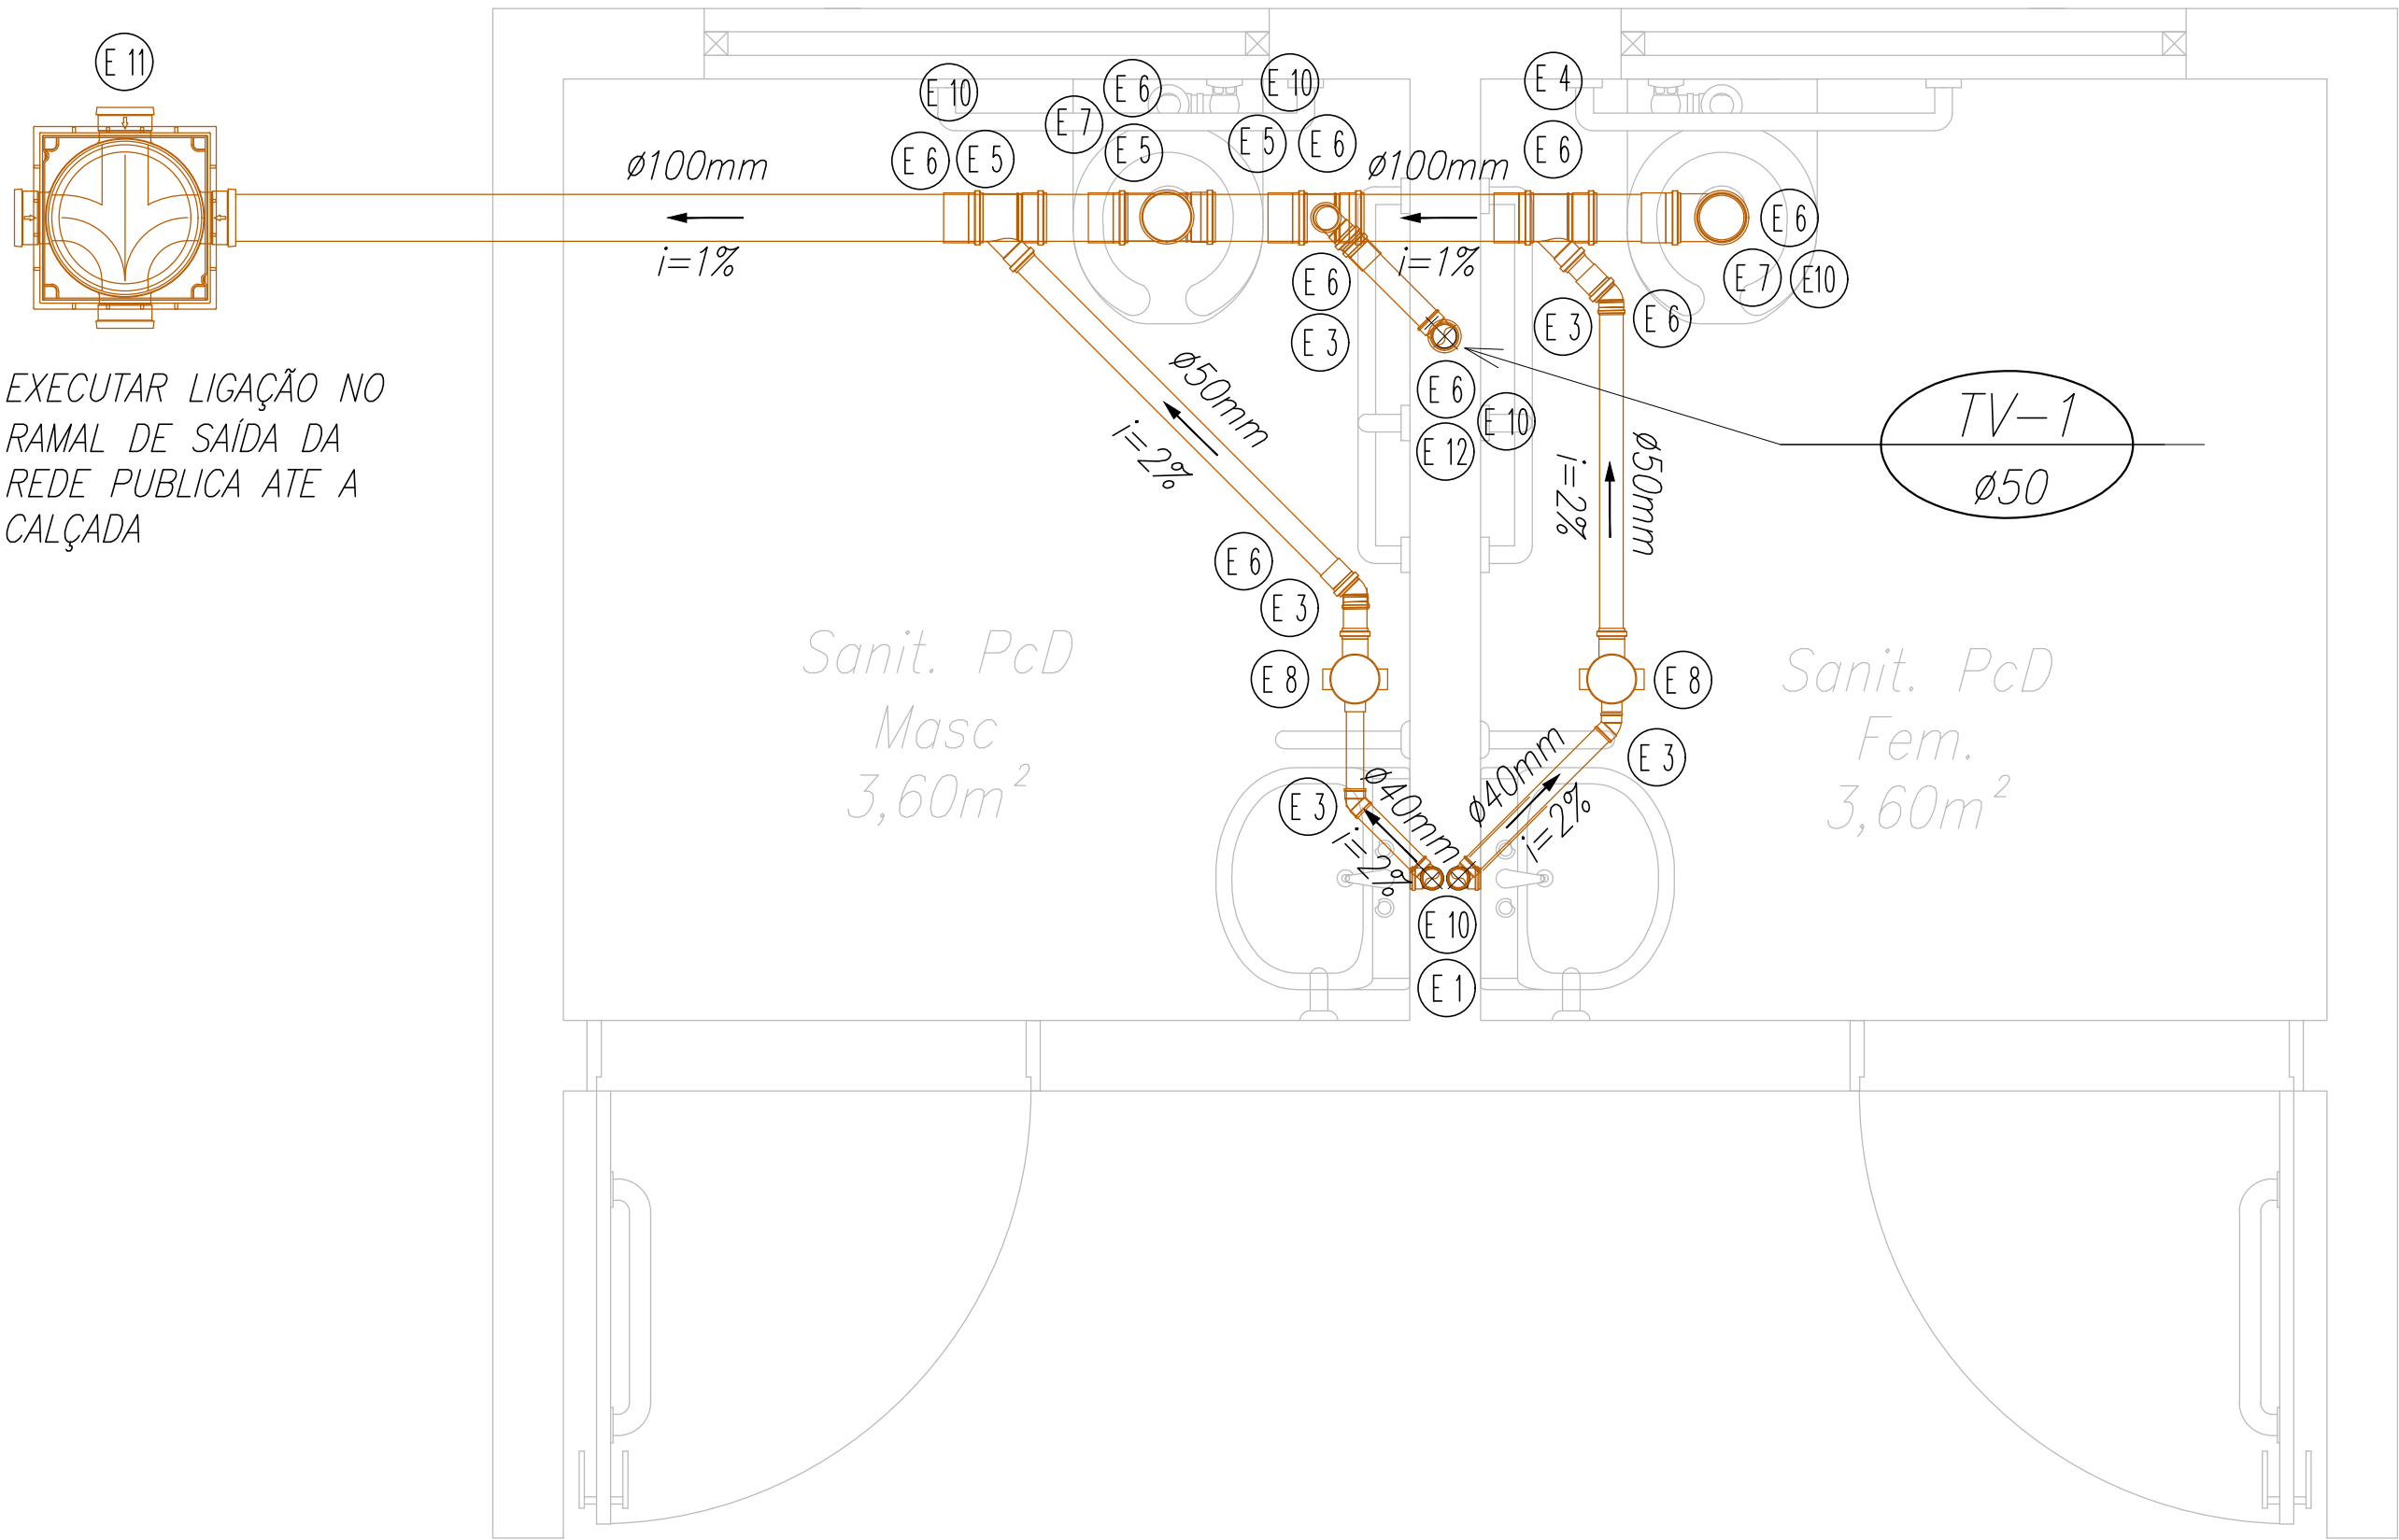 E 11
E 10
E 6
E 5
E 7
E 6
E 5
E 10
E 5
E 6
E 4
E 6
ø100mm
i=1%
ø100mm
i=1%
E 6
E 7
E10
E 6
E 3
E 3
E 6
EXECUTAR LIGAÇÃO NO
RAMAL DE SAÍDA DA
REDE PUBLICA ATE A
CALÇADA
ø50mm
i=2%
E 6
E 10
E 12
TV-1
ø50
ø50mm
i=2%
E 6
E 3
E 8
E 8
Sanit. PcD
Masc
3,60m²
Sanit. PcD
Fem.
3,60m²
E 3
E 3
ø40mm
i=2%
ø40mm
i=2%
E 10
E 1